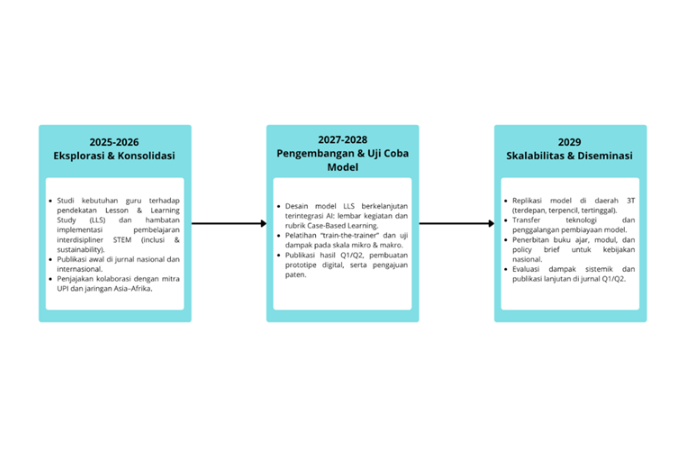 2025-2026
Eksplorasi & Konsolidasi
• Studi kebutuhan guru terhadap
pendekatan Lesson & Learning
Study (LLS) dan hambatan
implementasi pembelajaran
interdisipliner STEM (inclusi &
sustainability).
• Publikasi awal di jurnal nasional dan
internasional.
• Penjajakan kolaborasi dengan mitra
UPI dan jaringan Asia–Afrika.
2027-2028
Pengembangan & Uji Coba
Model
• Desain model LLS berkelanjutan
terintegrasi AI: lembar kegiatan dan
rubrik Case-Based Learning.
• Pelatihan “train-the-trainer” dan uji
dampak pada skala mikro & makro.
• Publikasi hasil Q1/Q2, pembuatan
prototipe digital, serta pengajuan
paten.
2029
Skalabilitas & Diseminasi
• Replikasi model di daerah 3T
(terdepan, terpencil, tertinggal).
• Transfer teknologi dan
penggalangan pembiayaan model.
• Penerbitan buku ajar, modul, dan
policy brief untuk kebijakan
nasional.
• Evaluasi dampak sistemik dan
publikasi lanjutan di jurnal Q1/Q2.